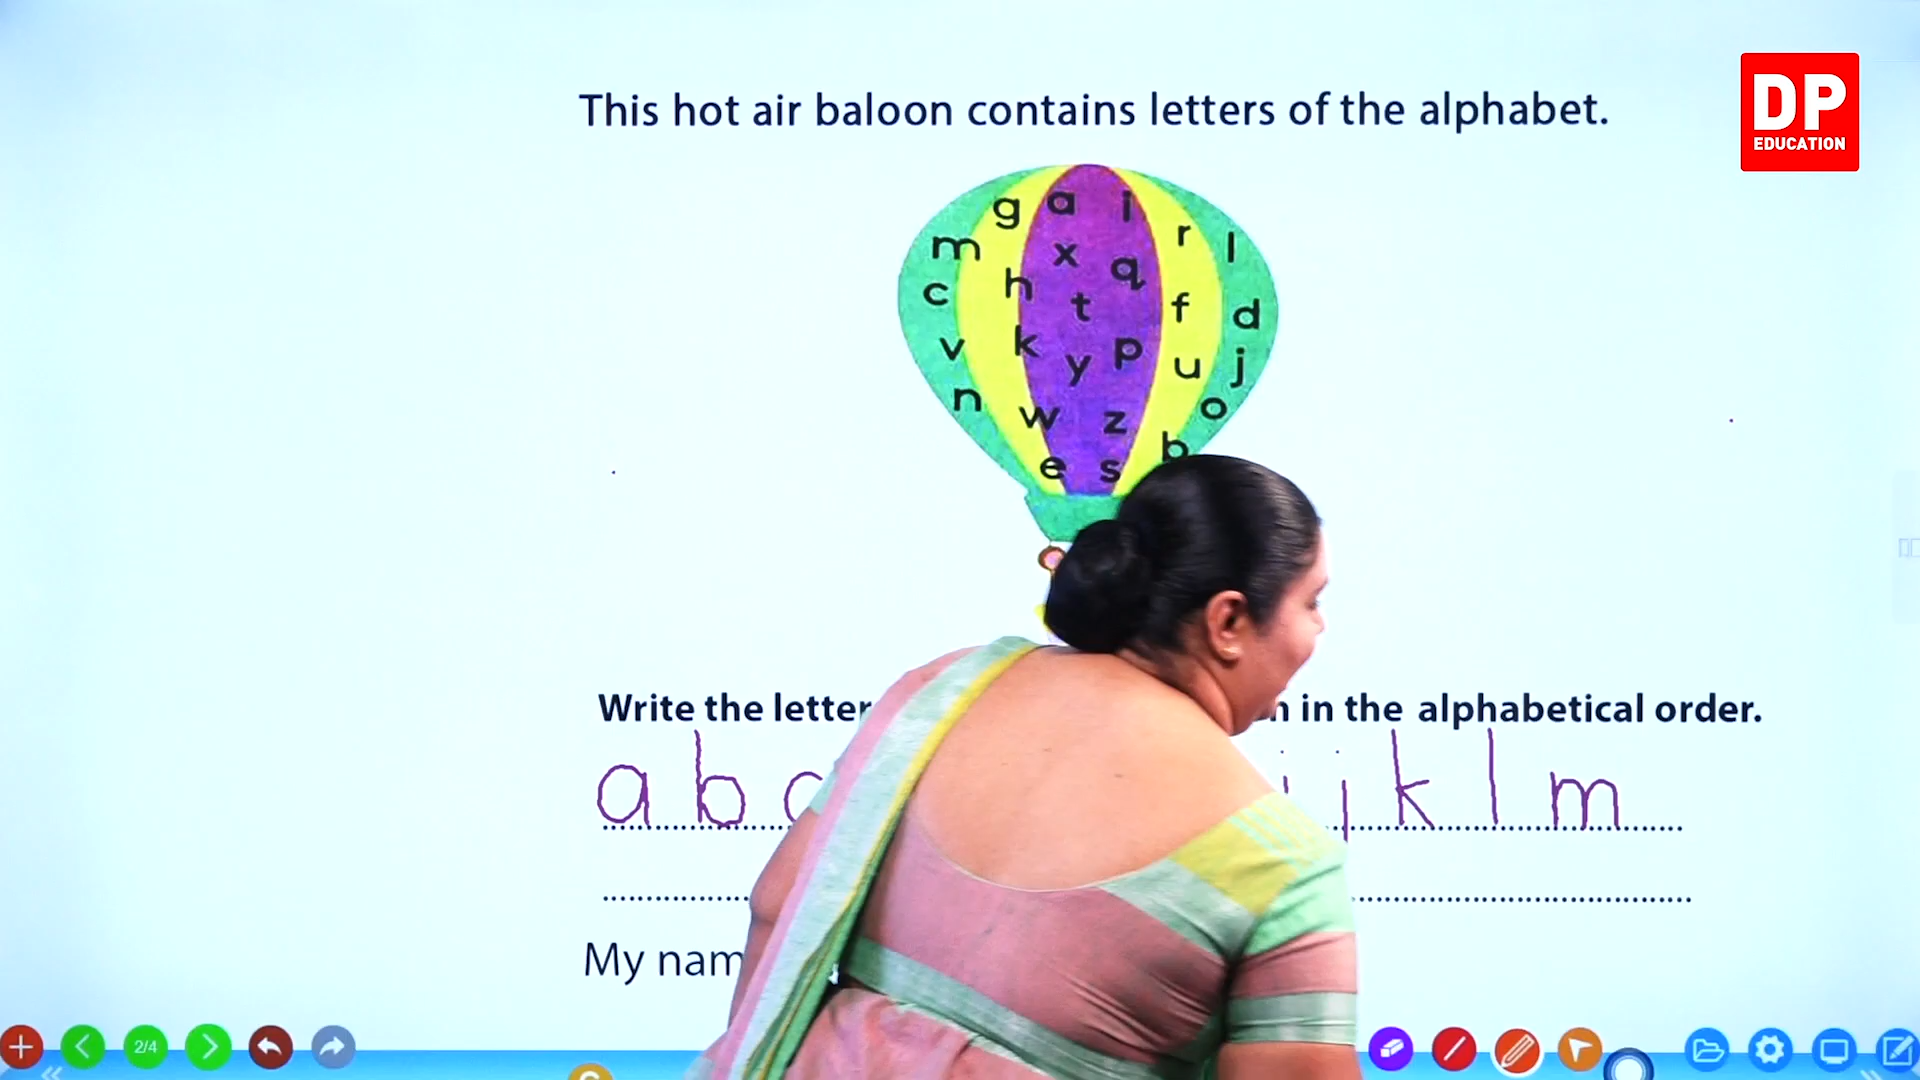 This hot air baloon contains letters of the alphabet.
DP
EDUCATION
g a i
m x q r l
c h t f d
v k y p u j
n w z o
e s b
Write the letter in the alphabetical order.
a b c i j k l m
My nam
2/4